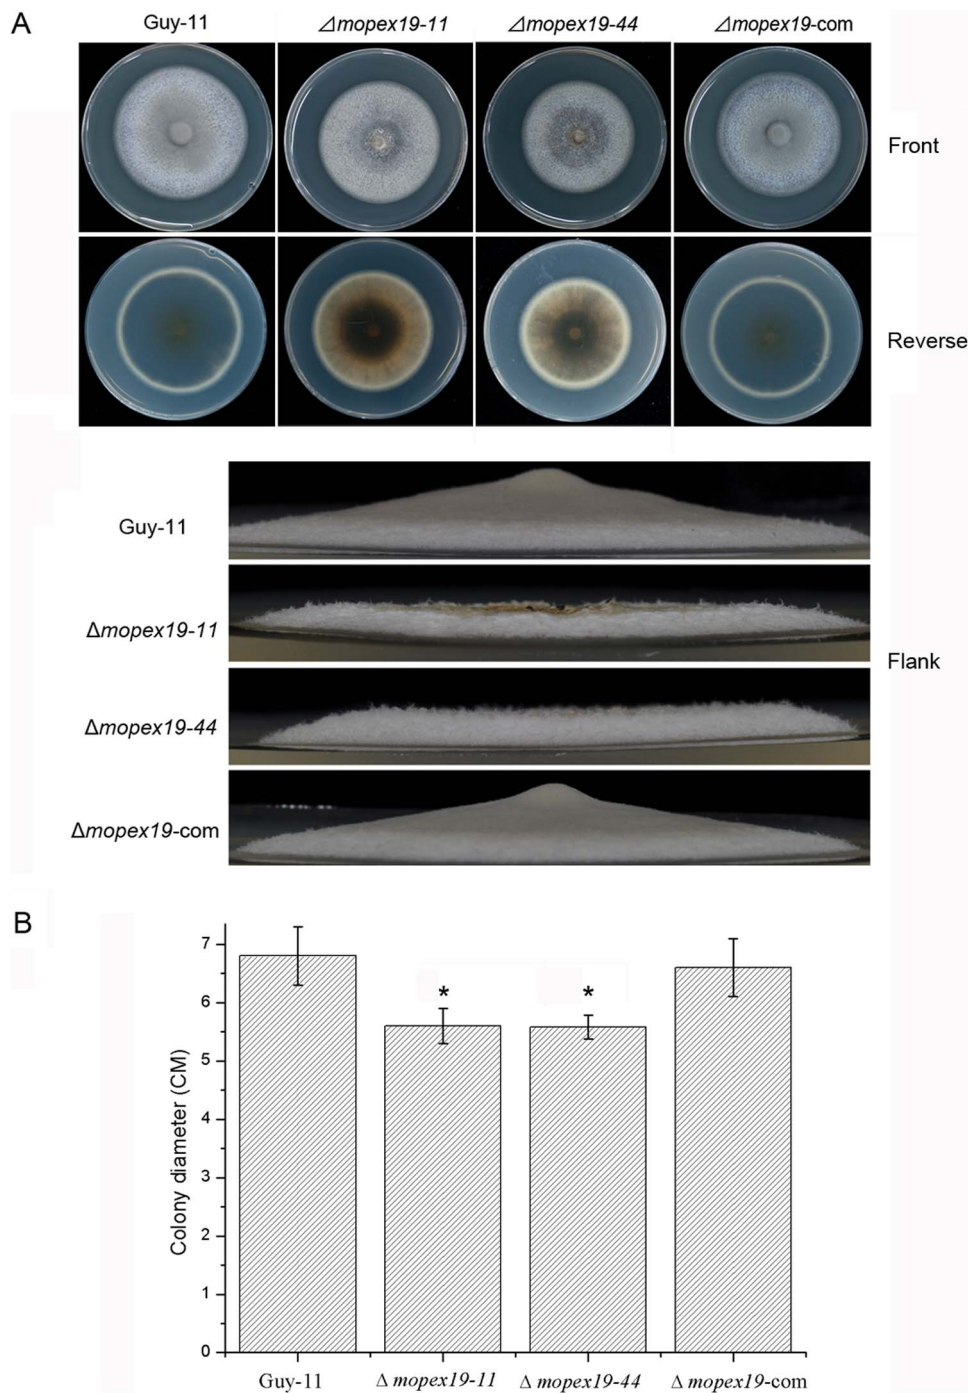 A
Guy-11 ⊿mopex19-11 ⊿mopex19-44 ⊿mopex19-com
Front
Reverse
Guy-11
Δmopex19-11
Flank
Δmopex19-44
Δmopex19-com
B
7
6
5
4
3
2
1
0
Colony diameter (CM)
* *
Guy-11 Δ mopex19-11 Δ mopex19-44 Δ mopex19-com